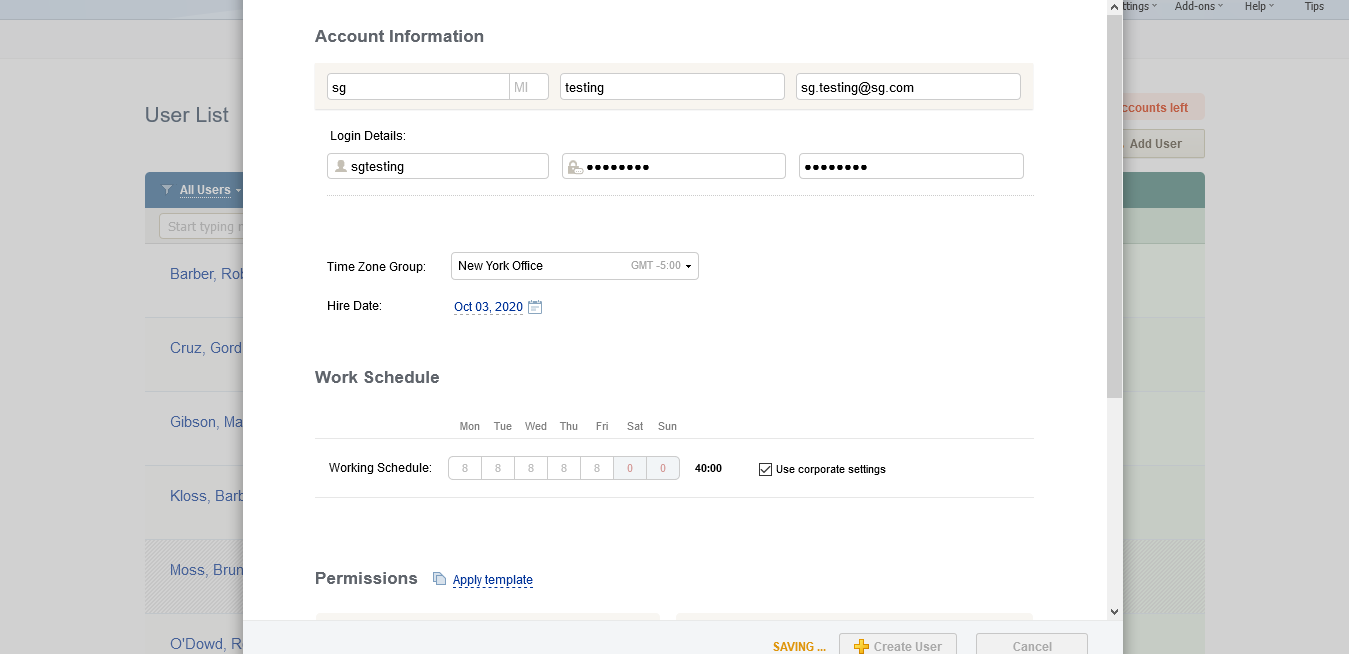 ttings Add-ons Help Tips
Account Information
sg MI testing sg.testing@sg.com
User List
ccounts left
Login Details:
Add User
sgtesting ●●●●●●●● ●●●●●●●●
All Users
Start typing
Time Zone Group: New York Office GMT -5:00
Barber, Rob
Hire Date: Oct 03, 2020
Cruz, Gord
Work Schedule
Gibson, Ma
Mon Tue Wed Thu Fri Sat Sun
Working Schedule: 8 8 8 8 8 0 0 40:00 Use corporate settings
Kloss, Barb
Moss, Brun
Permissions Apply template
O'Dowd, R
SAVING ... Create User Cancel